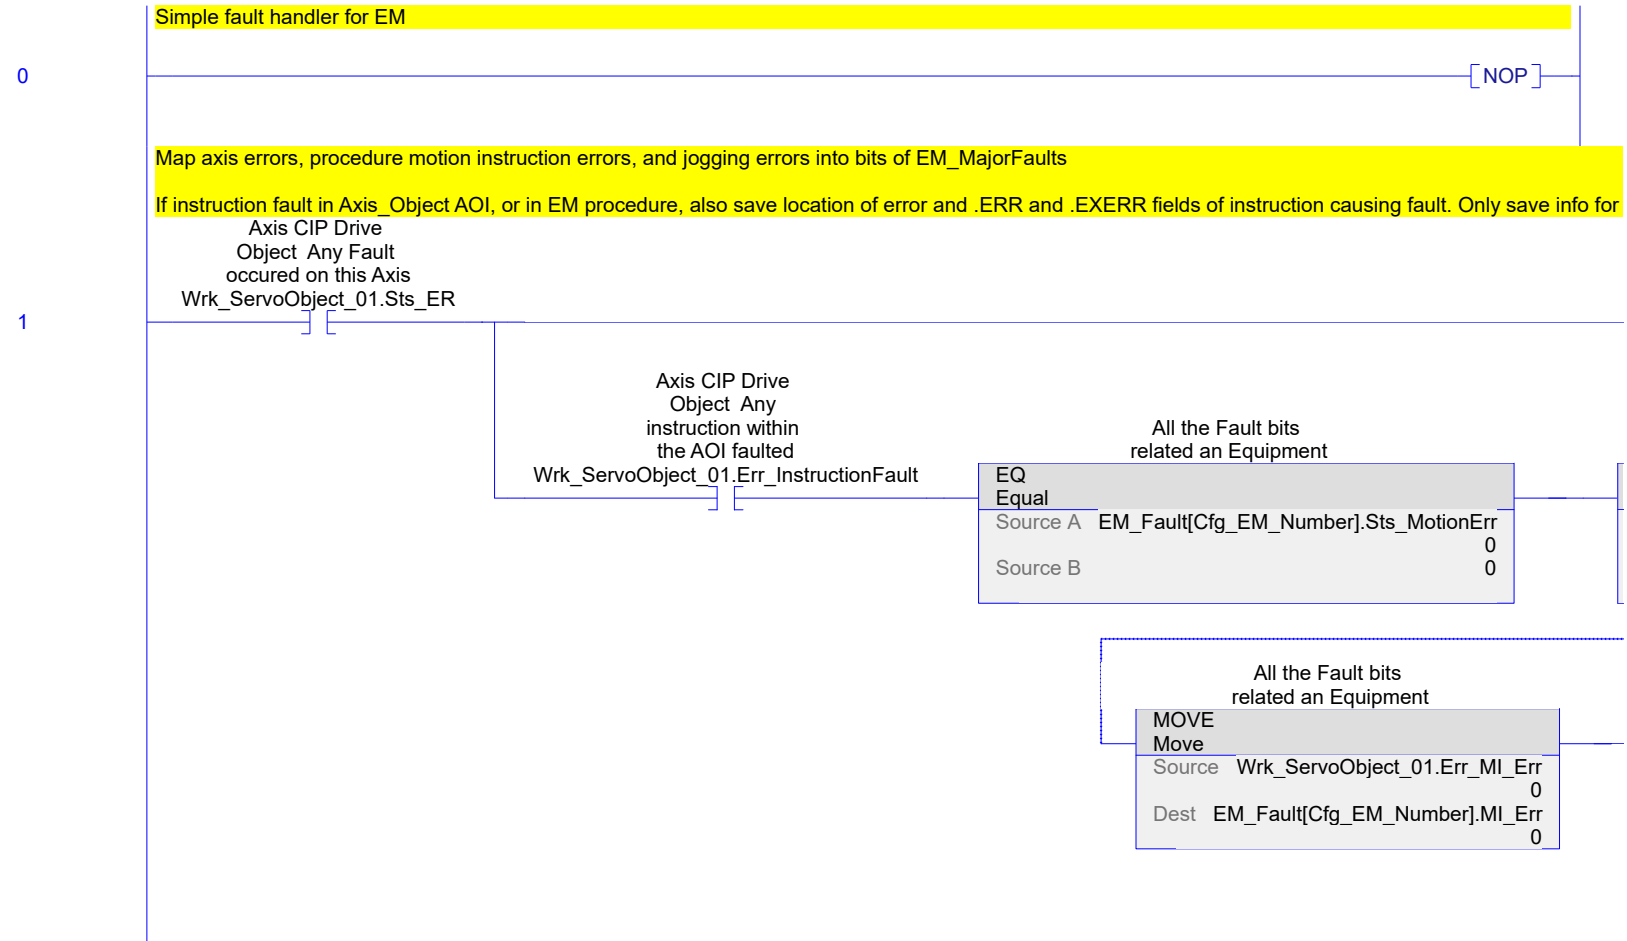 Simple fault handler for EM
0
NOP
Map axis errors, procedure motion instruction errors, and jogging errors into bits of EM_MajorFaults
If instruction fault in Axis_Object AOI, or in EM procedure, also save location of error and .ERR and .EXERR fields of instruction causing fault. Only save info for
Axis CIP Drive
Object  Any Fault
occured on this Axis
Wrk_ServoObject_01.Sts_ER
1
Axis CIP Drive
Object  Any
instruction within
the AOI faulted
Wrk_ServoObject_01.Err_InstructionFault
All the Fault bits
related an Equipment
EQ
Equal
Source A EM_Fault[Cfg_EM_Number].Sts_MotionErr
0
Source B 0
All the Fault bits
related an Equipment
MOVE
Move
Source Wrk_ServoObject_01.Err_MI_Err
0
Dest EM_Fault[Cfg_EM_Number].MI_Err
0